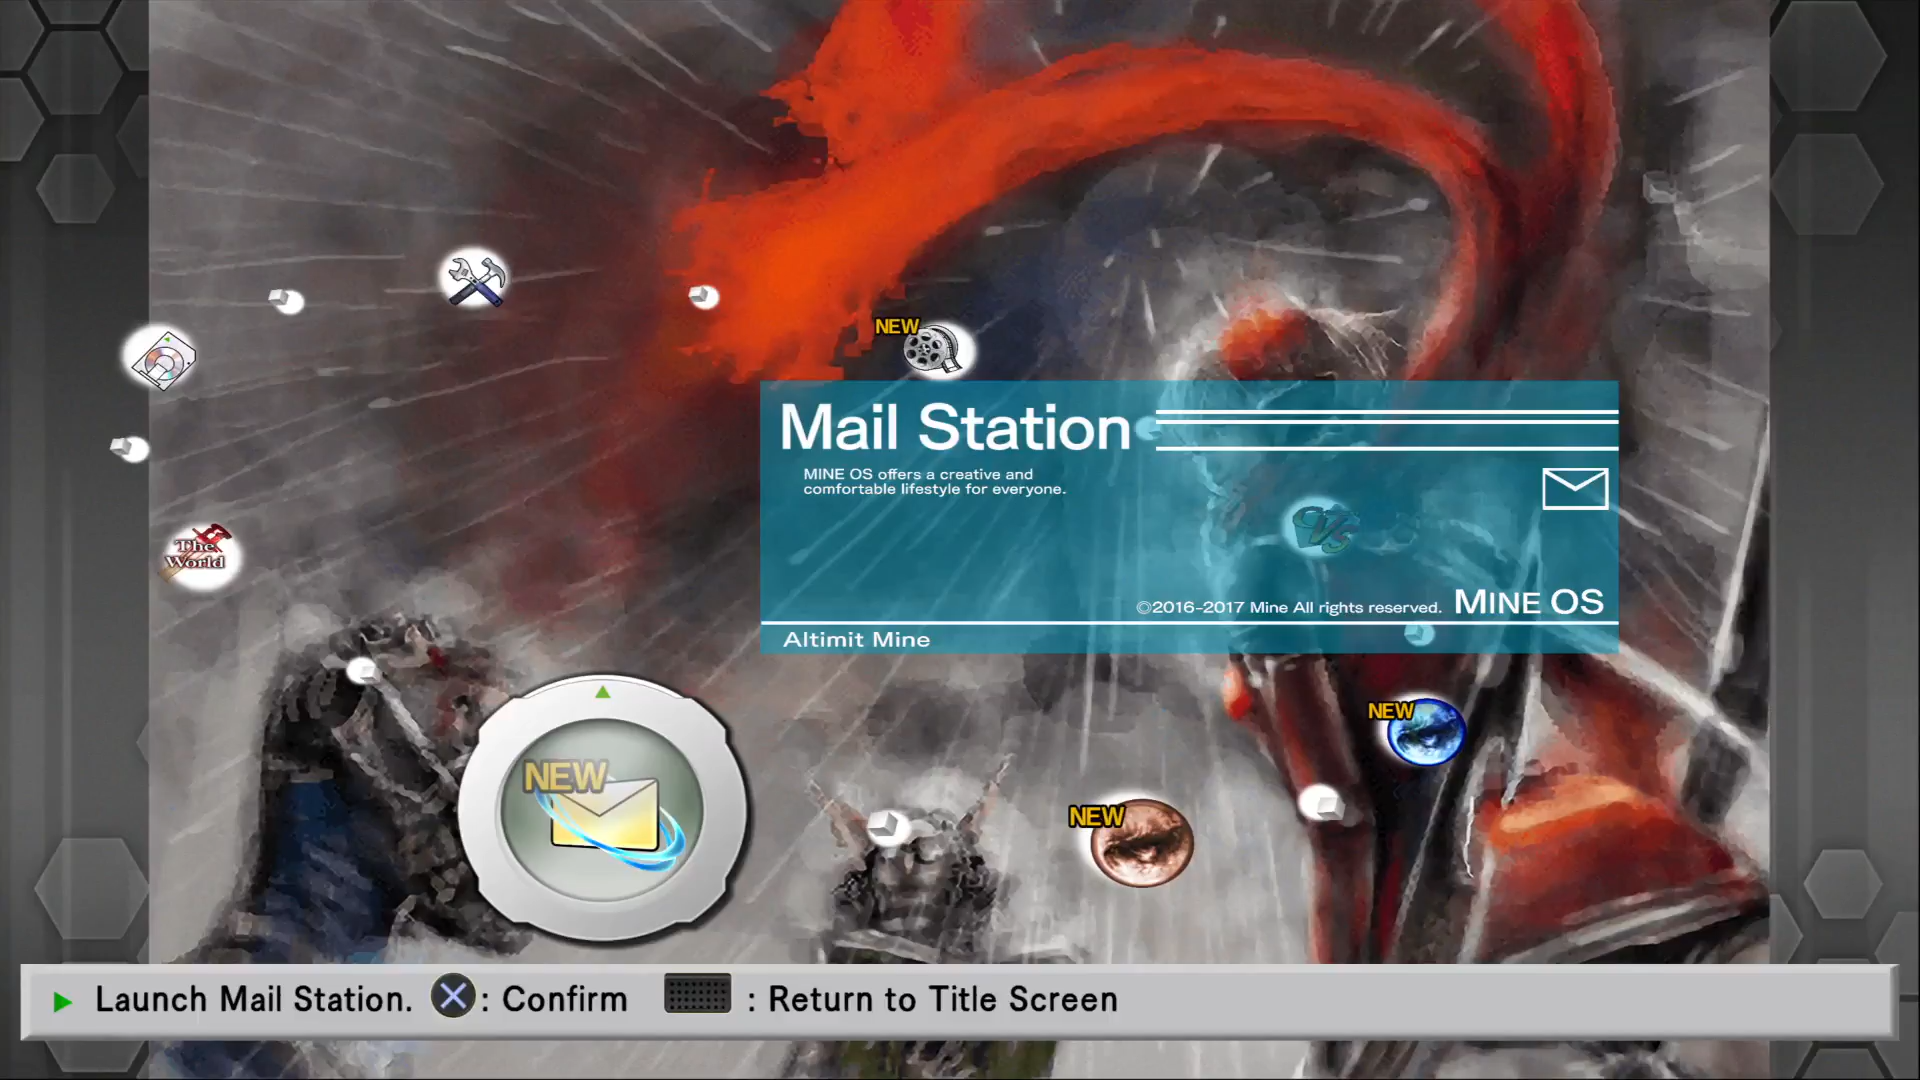 NEW
Mail Station
MINE OS offers a creative and
comfortable lifestyle for everyone.
The
World
VS
©2016-2017 Mine All rights reserved. MINE OS
Altimit Mine
NEW
NEW
NEW
Launch Mail Station. : Confirm : Return to Title Screen